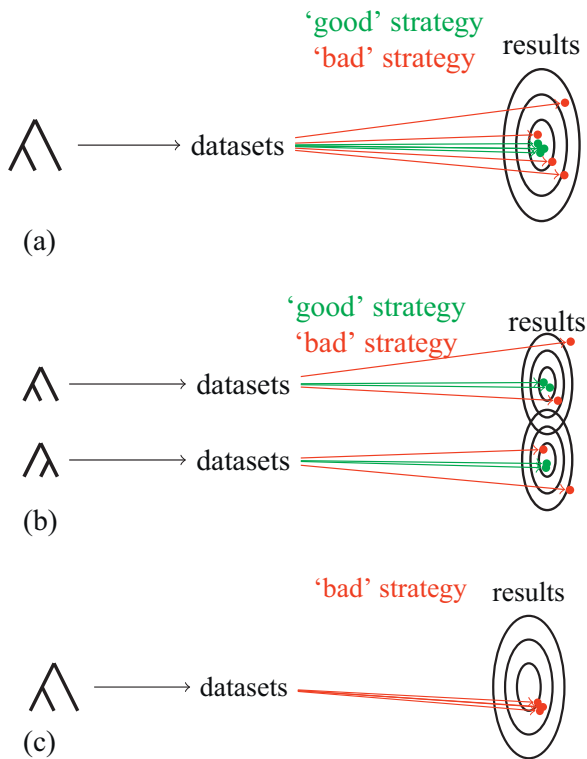 ‘good’ strategy
‘bad’ strategy
results
datasets
(a)
‘good’ strategy
‘bad’ strategy
results
datasets
datasets
(b)
‘bad’ strategy
results
datasets
(c)